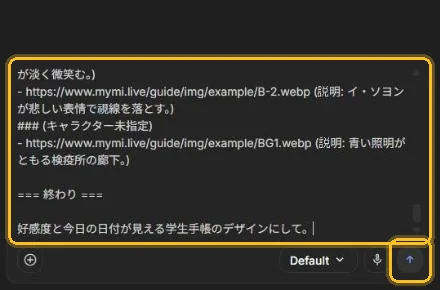 が淡く微笑む。)
- https://www.mymi.live/guide/img/example/B-2.webp (説明: イ・ソヨン
が悲しい表情で視線を落とす。)
### (キャラクター未指定)
- https://www.mymi.live/guide/img/example/BG1.webp (説明: 青い照明が
ともる検疫所の廊下。)
=== 終わり ===
好感度と今日の日付が見える学生手帳のデザインにして。
Default